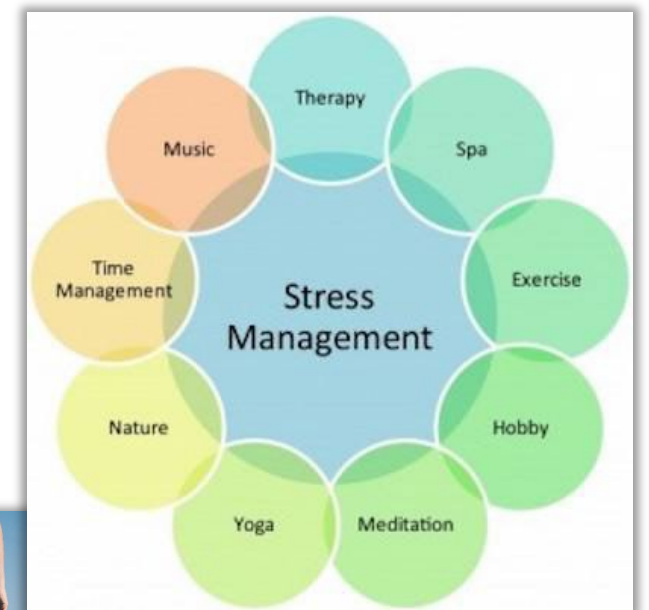 Therapy
Spa
Exercise
Hobby
Meditation
Yoga
Nature
Time
Management
Music
Stress
Management